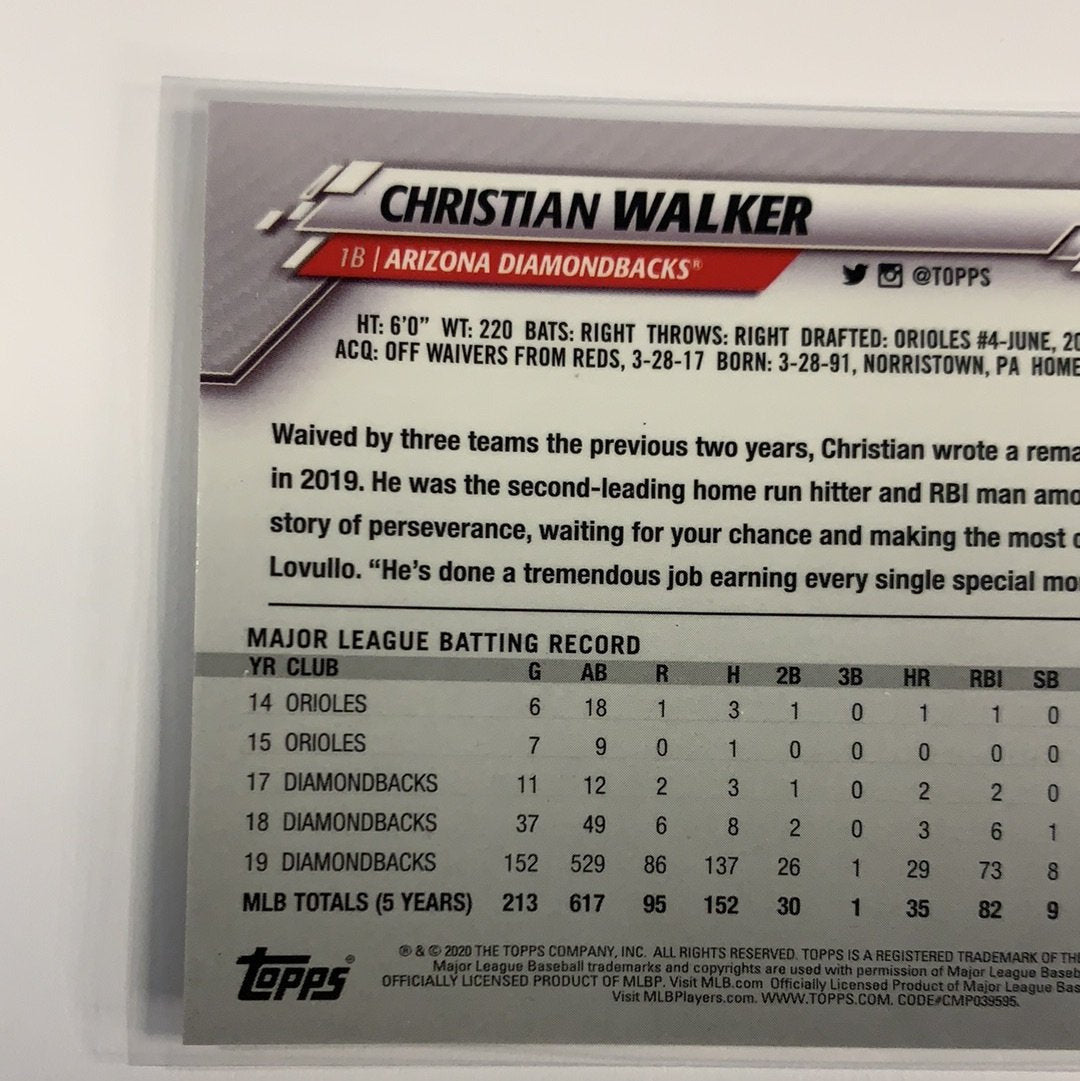 CHRISTIAN WALKER
1B | ARIZONA DIAMONDBACKS®
@TOPPS
HT: 6'0" WT: 220 BATS: RIGHT THROWS: RIGHT DRAFTED: ORIOLES #4-JUNE, 20
ACQ: OFF WAIVERS FROM REDS, 3-28-17 BORN: 3-28-91, NORRISTOWN, PA HOME
Waived by three teams the previous two years, Christian wrote a rema
in 2019. He was the second-leading home run hitter and RBI man amo
story of perseverance, waiting for your chance and making the most o
Lovullo. “He’s done a tremendous job earning every single special mo
MAJOR LEAGUE BATTING RECORD
YR CLUB G AB R H 2B 3B HR RBI SB
14 ORIOLES 6 18 1 3 1 0 1 1 0
15 ORIOLES 7 9 0 1 0 0 0 0 0
17 DIAMONDBACKS 11 12 2 3 1 0 2 2 0
18 DIAMONDBACKS 37 49 6 8 2 0 3 6 1
19 DIAMONDBACKS 152 529 86 137 26 1 29 73 8
MLB TOTALS (5 YEARS) 213 617 95 152 30 1 35 82 9
TOPPS®
® & © 2020 THE TOPPS COMPANY, INC. ALL RIGHTS RESERVED. TOPPS IS A REGISTERED TRADEMARK OF THE
Major League Baseball trademarks and copyrights are used with permission of Major League Baseb
OFFICIALLY LICENSED PRODUCT OF MLBP. Visit MLB.com Officially Licensed Product of Major League Bas
Visit MLBPlayers.com. WWW.TOPPS.COM. CODE#CMP039595.